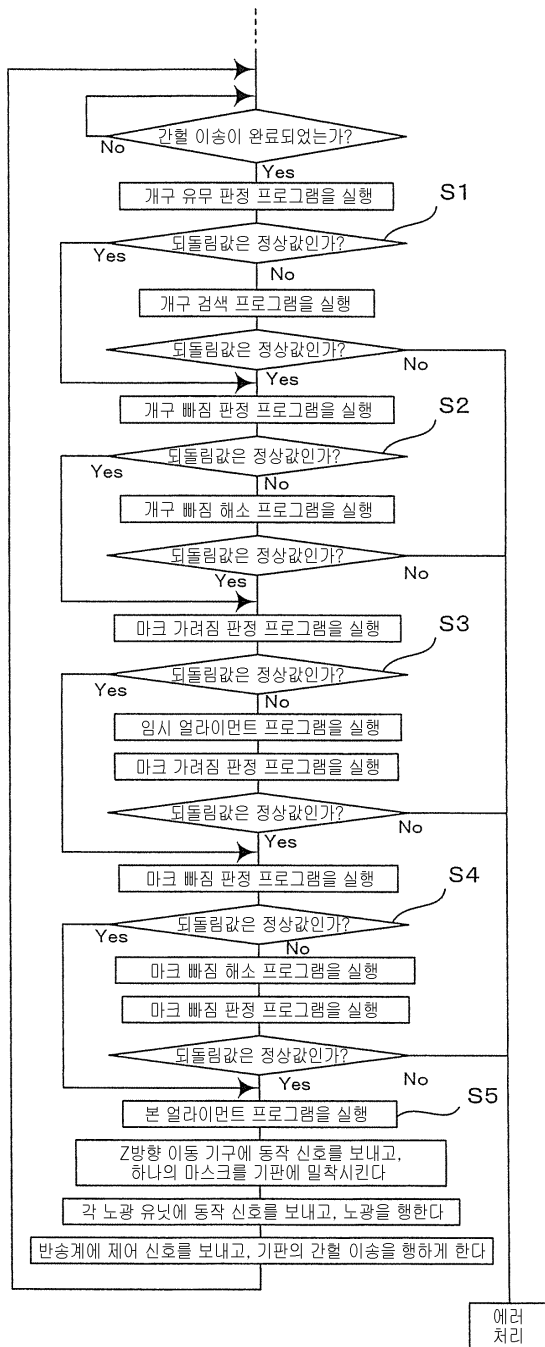 간헐 이송이 완료되었는가?
No
Yes
개구 유무 판정 프로그램을 실행
S1
되돌림값은 정상값인가?
Yes
No
개구 검색 프로그램을 실행
되돌림값은 정상값인가?
No
Yes
개구 빠짐 판정 프로그램을 실행
S2
되돌림값은 정상값인가?
Yes
No
개구 빠짐 해소 프로그램을 실행
되돌림값은 정상값인가?
No
Yes
마크 가려짐 판정 프로그램을 실행
S3
되돌림값은 정상값인가?
Yes
No
임시 얼라이먼트 프로그램을 실행
마크 가려짐 판정 프로그램을 실행
되돌림값은 정상값인가?
No
Yes
마크 빠짐 판정 프로그램을 실행
S4
되돌림값은 정상값인가?
Yes
No
마크 빠짐 해소 프로그램을 실행
마크 빠짐 판정 프로그램을 실행
되돌림값은 정상값인가?
Yes
No
S5
본 얼라이먼트 프로그램을 실행
Z방향 이동 기구에 동작 신호를 보내고,
하나의 마스크를 기판에 밀착시킨다
각 노광 유닛에 동작 신호를 보내고, 노광을 행한다
반송계에 제어 신호를 보내고, 기판의 간헐 이송을 행하게 한다
에러
처리